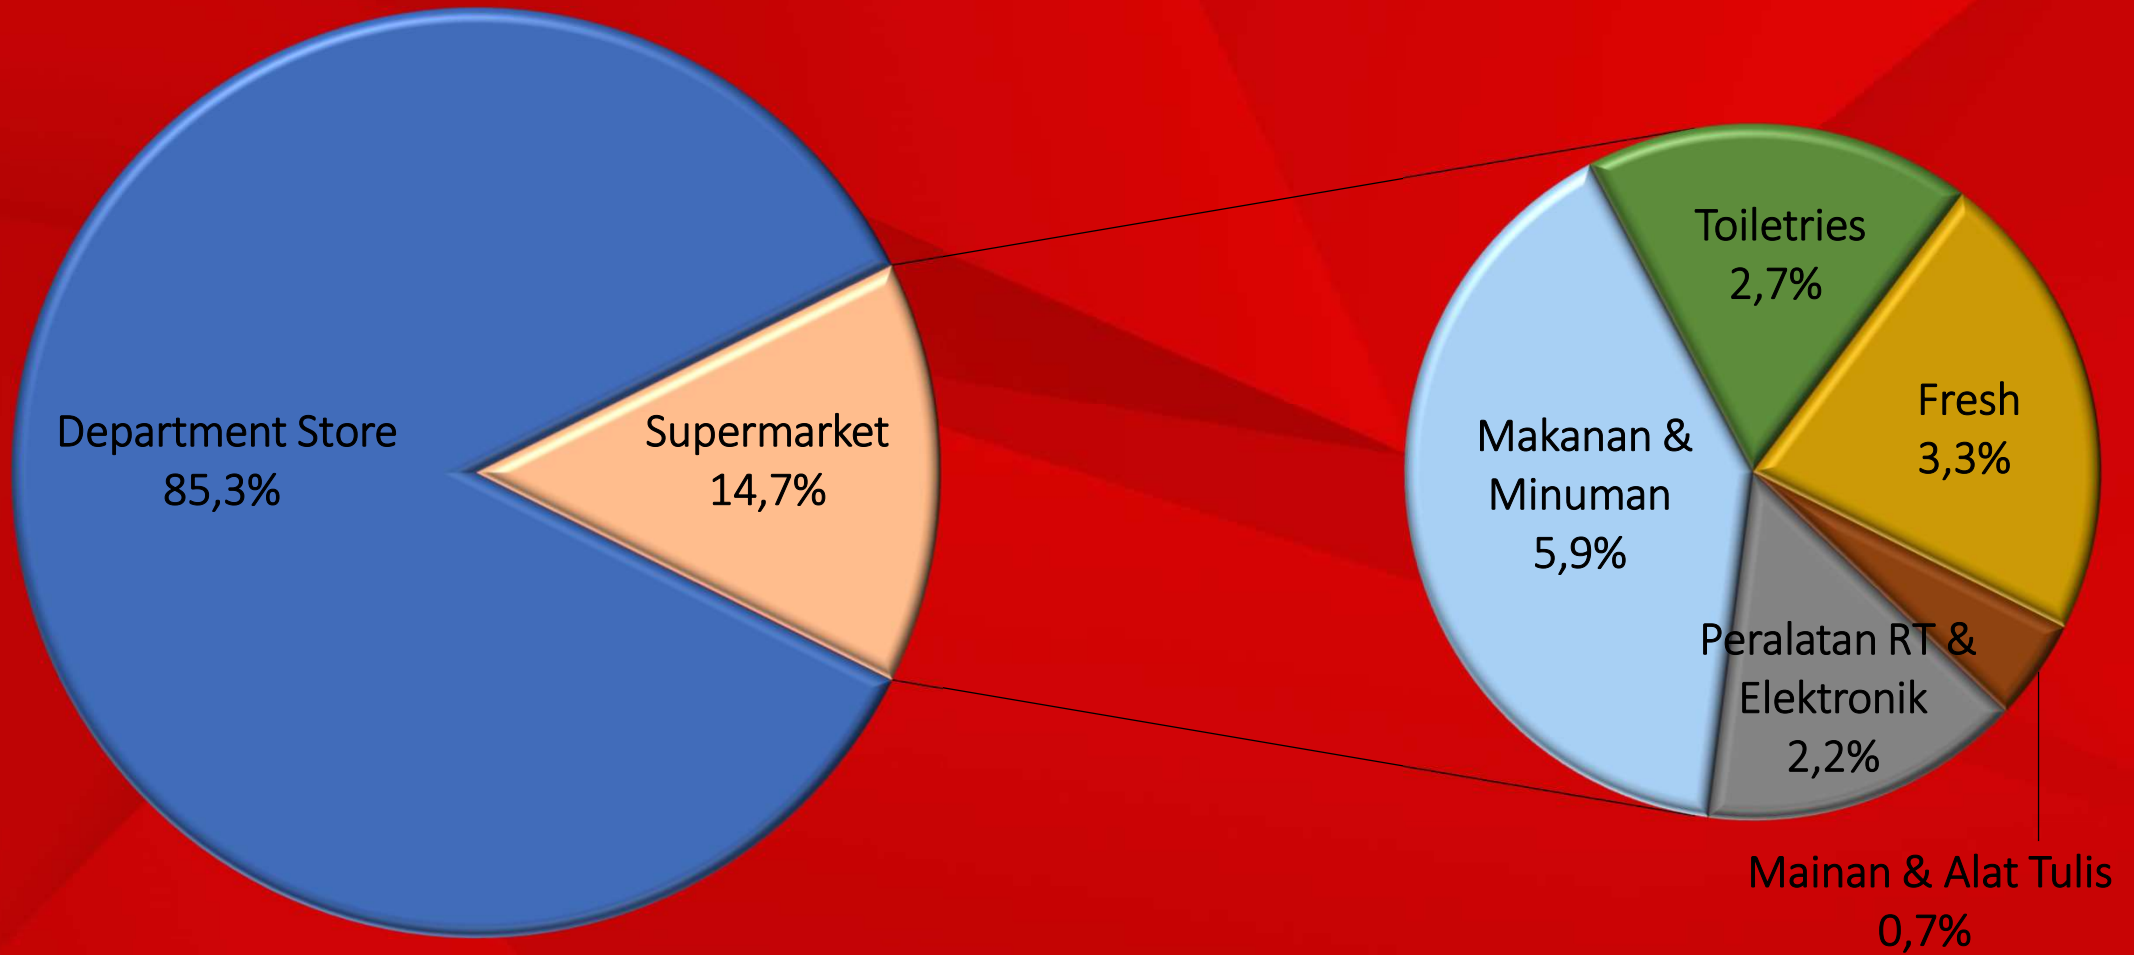 Department Store
85,3%
Supermarket
14,7%
Toiletries
2,7%
Fresh
3,3%
Makanan &
Minuman
5,9%
Peralatan RT &
Elektronik
2,2%
Mainan & Alat Tulis
0,7%